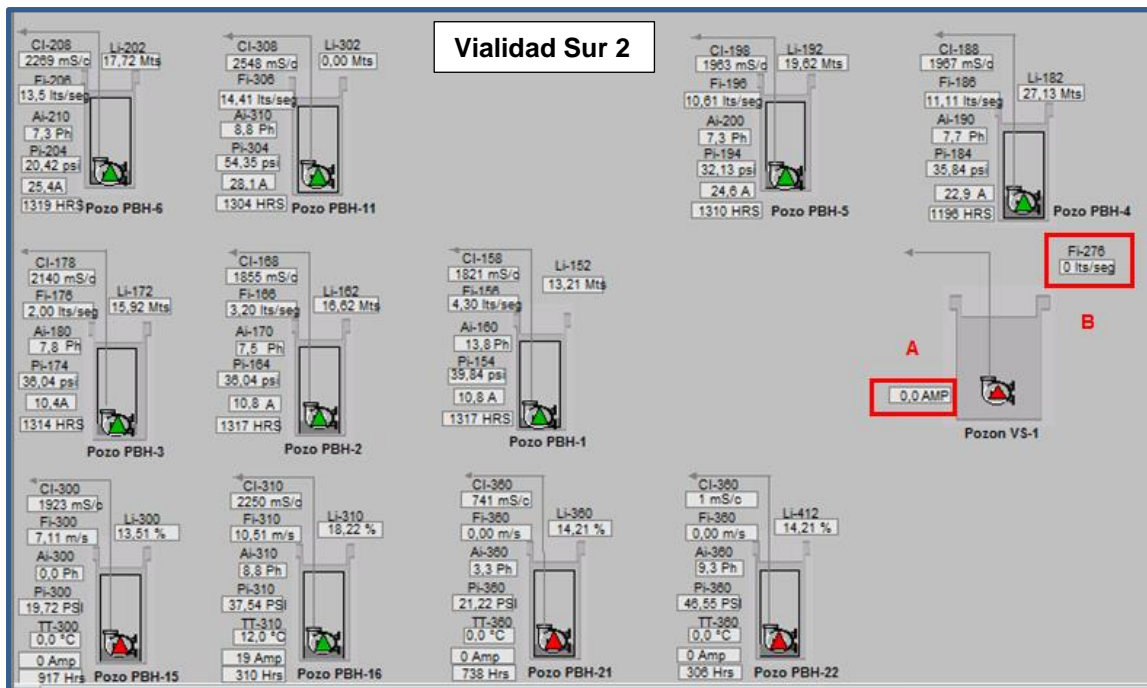 Vialidad Sur 2
CI-208
2269 mS/c
Li-202
17,72 Mts
Fi-206
13,5 lts/seg
Ai-210
7,3 Ph
Pi-204
20,42 psi
25,4A
1319 HRS
Pozo PBH-6
CI-308
2548 mS/c
Li-302
0,00 Mts
Fi-306
14,41 lts/seg
Ai-310
8,8 Ph
Pi-304
54,35 psi
28,1 A
1304 HRS
Pozo PBH-11
CI-198
1963 mS/c
Li-192
19,62 Mts
Fi-196
10,61 lts/seg
Ai-200
7,3 Ph
Pi-194
32,13 psi
24,6 A
1310 HRS
Pozo PBH-5
CI-188
1967 mS/c
Li-182
27,13 Mts
Fi-186
11,11 lts/seg
Ai-190
7,7 Ph
Pi-184
35,84 psi
22,9 A
1196 HRS
Pozo PBH-4
CI-178
2140 mS/c
Li-172
15,92 Mts
Fi-176
2,00 lts/seg
Ai-180
7,8 Ph
Pi-174
36,04 psi
10,4A
1314 HRS
Pozo PBH-3
CI-168
1855 mS/c
Li-162
16,62 Mts
Fi-166
3,20 lts/seg
Ai-170
7,5 Ph
Pi-164
36,04 psi
10,8 A
1317 HRS
Pozo PBH-2
CI-158
1821 mS/c
Li-152
13,21 Mts
Fi-156
4,30 lts/seg
Ai-160
13,8 Ph
Pi-154
39,84 psi
10,8 A
1317 HRS
Pozo PBH-1
Fi-276
0 lts/seg
B
A
0,0 AMP
Pozon VS-1
CI-300
1923 mS/c
Fi-300
7,11 m/s
Li-300
13,51 %
Ai-300
0,0 Ph
Pi-300
19,72 PSI
TT-300
0,0 °C
0 Amp
917 Hrs
Pozo PBH-15
CI-310
2250 mS/c
Fi-310
10,51 m/s
Li-310
18,22 %
Ai-310
8,8 Ph
Pi-310
37,54 PSI
TT-310
12,0 °C
19 Amp
310 Hrs
Pozo PBH-16
CI-360
741 mS/c
Fi-360
0,00 m/s
Li-360
14,21 %
Ai-360
3,3 Ph
Pi-360
21,22 PSI
TT-360
0,0 °C
0 Amp
738 Hrs
Pozo PBH-21
CI-360
1 mS/c
Fi-360
0,00 m/s
Li-412
14,21 %
Ai-360
9,3 Ph
Pi-360
46,55 PSI
TT-360
0,0 °C
0 Amp
306 Hrs
Pozo PBH-22